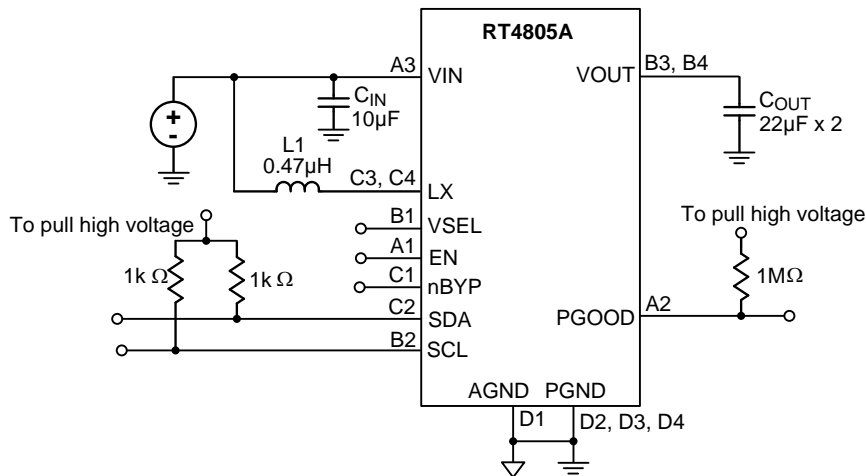 RT4805A
A3
VIN
VOUT
B3, B4
+
-
CIN
10µF
COUT
22µF x 2
L1
0.47µH
C3, C4
LX
To pull high voltage
B1
VSEL
A1
EN
C1
nBYP
1k Ω
1k Ω
C2
SDA
B2
SCL
To pull high voltage
1MΩ
PGOOD
A2
AGND
PGND
D1
D2, D3, D4